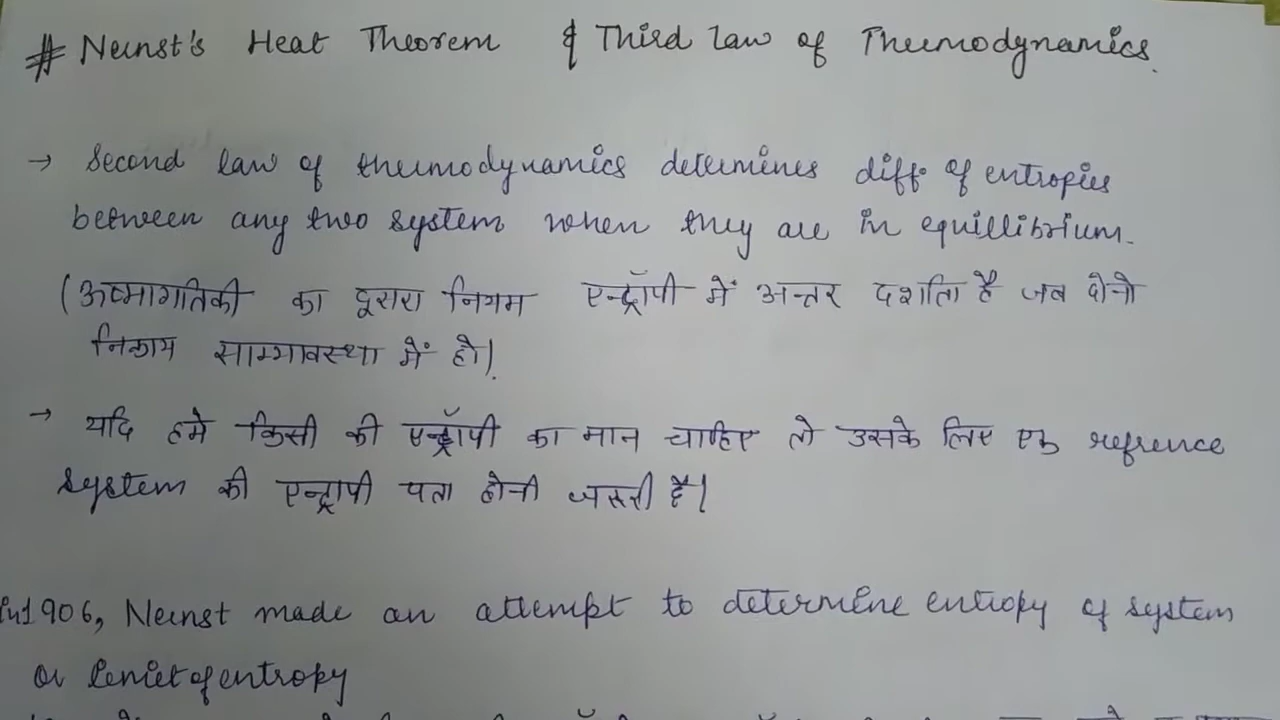 # Nernst's Heat Theorem & Third law of Thermodynamics.
→ Second law of thermodynamics determines diff. of entropies
between any two system when they are in equillibrium.
(ऊष्मागतिकी का दूसरा नियम एन्ट्रॉपी में अन्तर दर्शाता है जब दोनो
निकाय साम्यावस्था में हो)
→ यदि हमे किसी की एन्ट्रॉपी का मान चाहिए तो उसके लिए एक refrence
system की एन्ट्रापी पता होनी जरूरी है।
In 1906, Nernst made an attempt to determine entropy of system
or limit of entropy